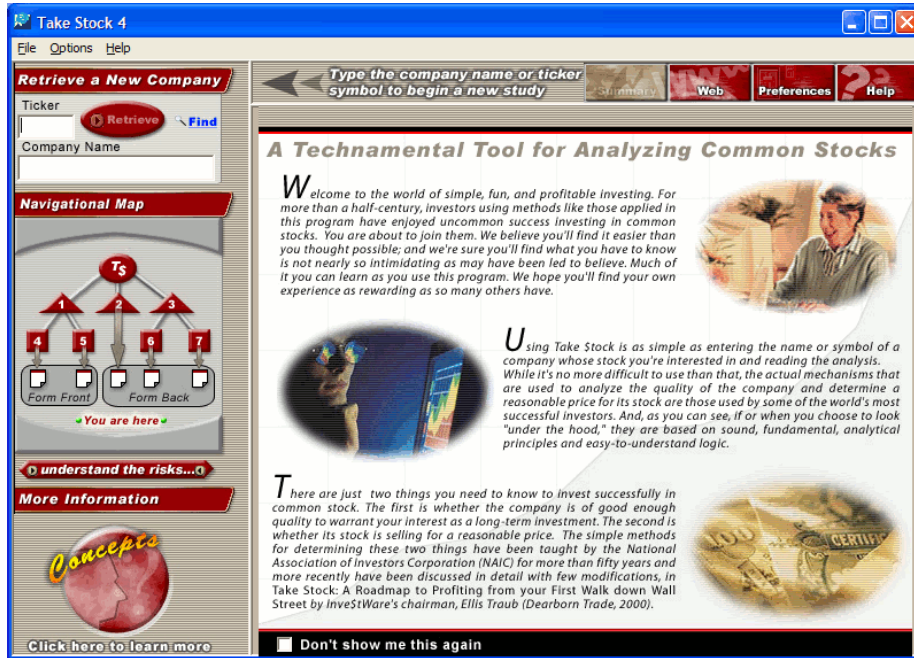 Take Stock 4
File Options Help
Retrieve a New Company
Ticker
Retrieve
Find
Company Name
Type the company name or ticker
symbol to begin a new study
Summary
Web
Preferences
Help
Navigational Map
T$
1 2 3
4 5 6 7
Form Front Form Back
You are here
understand the risks...
More Information
Concepts
Click here to learn more
A Technamental Tool for Analyzing Common Stocks
Welcome to the world of simple, fun, and profitable investing. For
more than a half-century, investors using methods like those applied in
this program have enjoyed uncommon success investing in common
stocks. You are about to join them. We believe you'll find it easier than
you thought possible; and we're sure you'll find what you have to know
is not nearly so intimidating as may have been led to believe. Much of
it you can learn as you use this program. We hope you'll find your own
experience as rewarding as so many others have.
Using Take $tock is as simple as entering the name or symbol of a
company whose stock you're interested in and reading the analysis.
While it's no more difficult to use than that, the actual mechanisms that
are used to analyze the quality of the company and determine a
reasonable price for its stock are those used by some of the world's most
successful investors. And, as you can see, if or when you choose to look
"under the hood," they are based on sound, fundamental, analytical
principles and easy-to-understand logic.
There are just two things you need to know to invest successfully in
common stock. The first is whether the company is of good enough
quality to warrant your interest as a long-term investment. The second is
whether its stock is selling for a reasonable price. The simple methods
for determining these two things have been taught by the National
Association of Investors Corporation (NAIC) for more than fifty years and
more recently have been discussed in detail with few modifications, in
Take Stock: A Roadmap to Profiting from your First Walk down Wall
Street by Inve$tWare's chairman, Ellis Traub (Dearborn Trade, 2000).
100
CERTIFIC
Don't show me this again